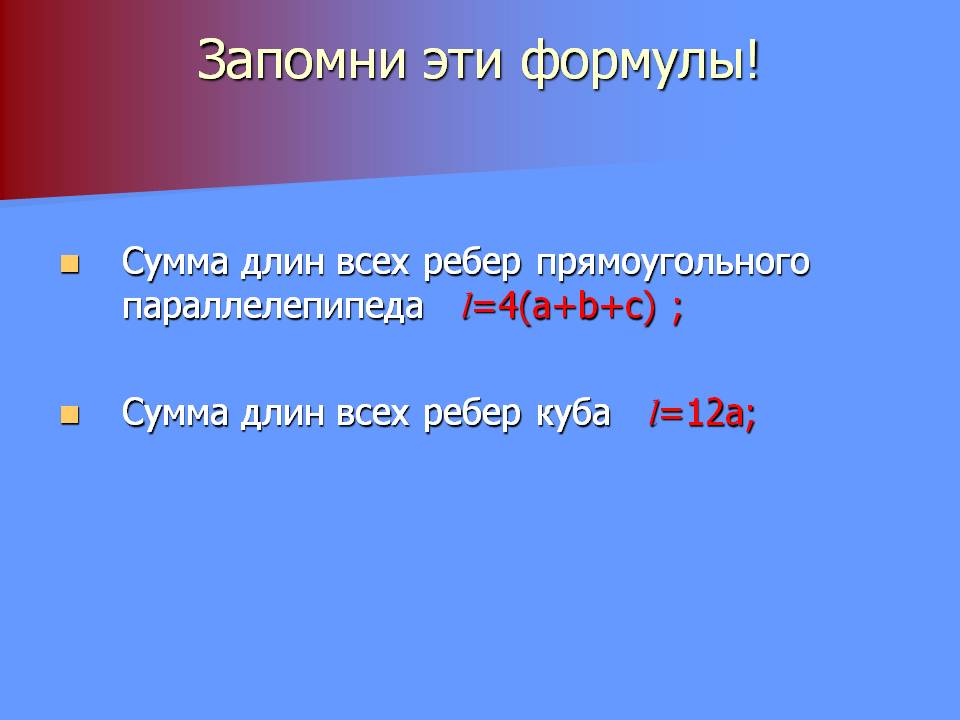 Запомни эти формулы!
Сумма длин всех ребер прямоугольного
параллелепипеда l=4(a+b+c) ;
Сумма длин всех ребер куба l=12a;